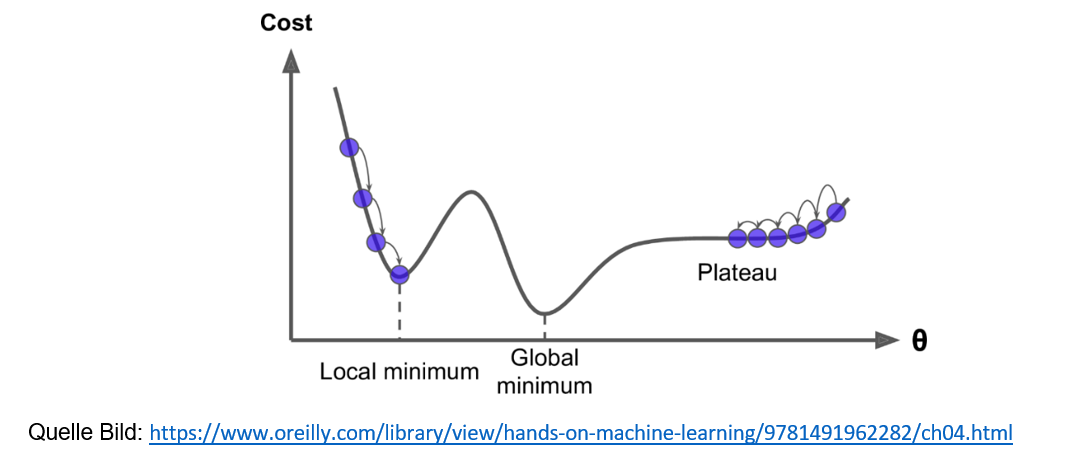 Cost
Plateau
θ
Local minimum
Global
minimum
Quelle Bild: https://www.oreilly.com/library/view/hands-on-machine-learning/9781491962282/ch04.html